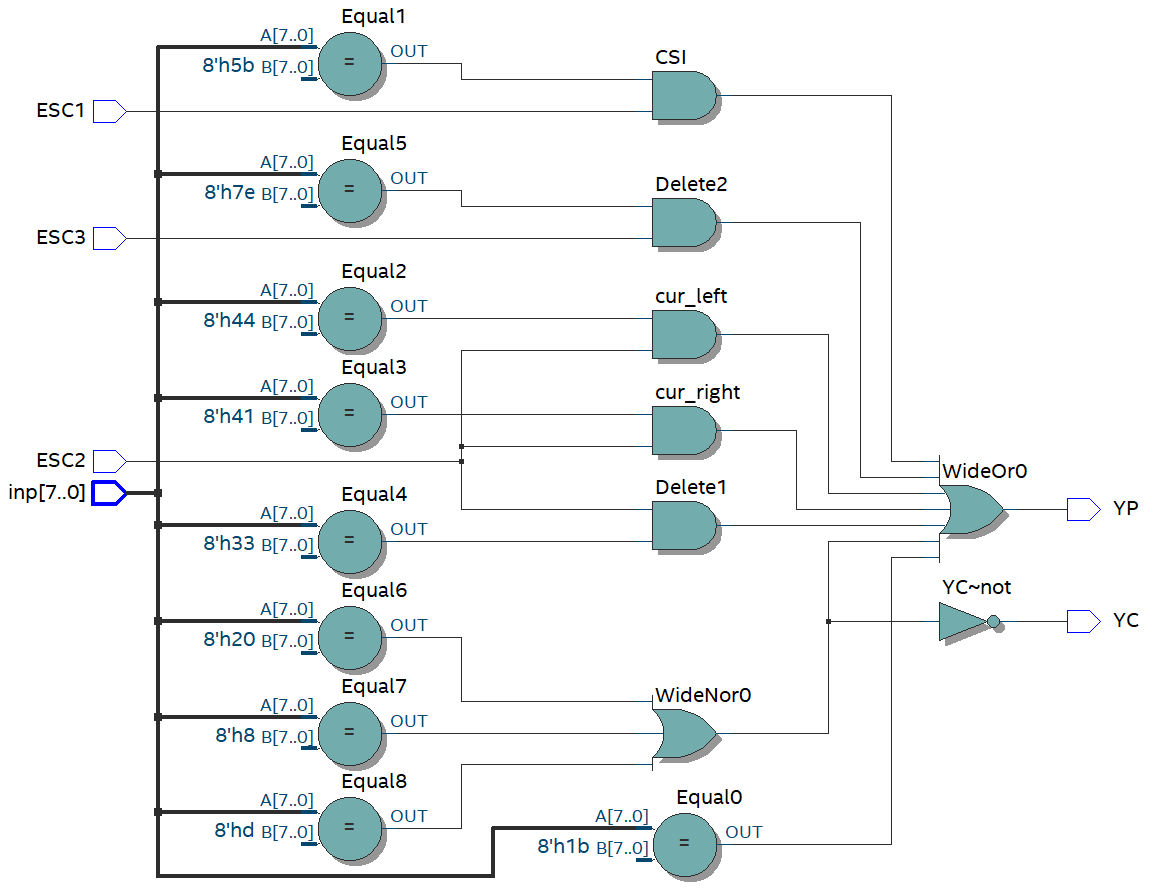 Equal1
A[7..0]
OUT
8'h5b B[7..0]
=
CSI
ESC1
Equal5
A[7..0]
OUT
8'h7e B[7..0]
=
Delete2
ESC3
Equal2
A[7..0]
OUT
8'h44 B[7..0]
=
cur_left
Equal3
A[7..0]
OUT
8'h41 B[7..0]
=
cur_right
ESC2
inp[7..0]
WideOr0
YP
Equal4
A[7..0]
OUT
8'h33 B[7..0]
=
Delete1
Equal6
A[7..0]
OUT
8'h20 B[7..0]
=
YC~not
YC
Equal7
A[7..0]
OUT
8'h8 B[7..0]
=
WideNor0
Equal8
A[7..0]
OUT
8'hd B[7..0]
=
Equal0
A[7..0]
OUT
8'h1b B[7..0]
=